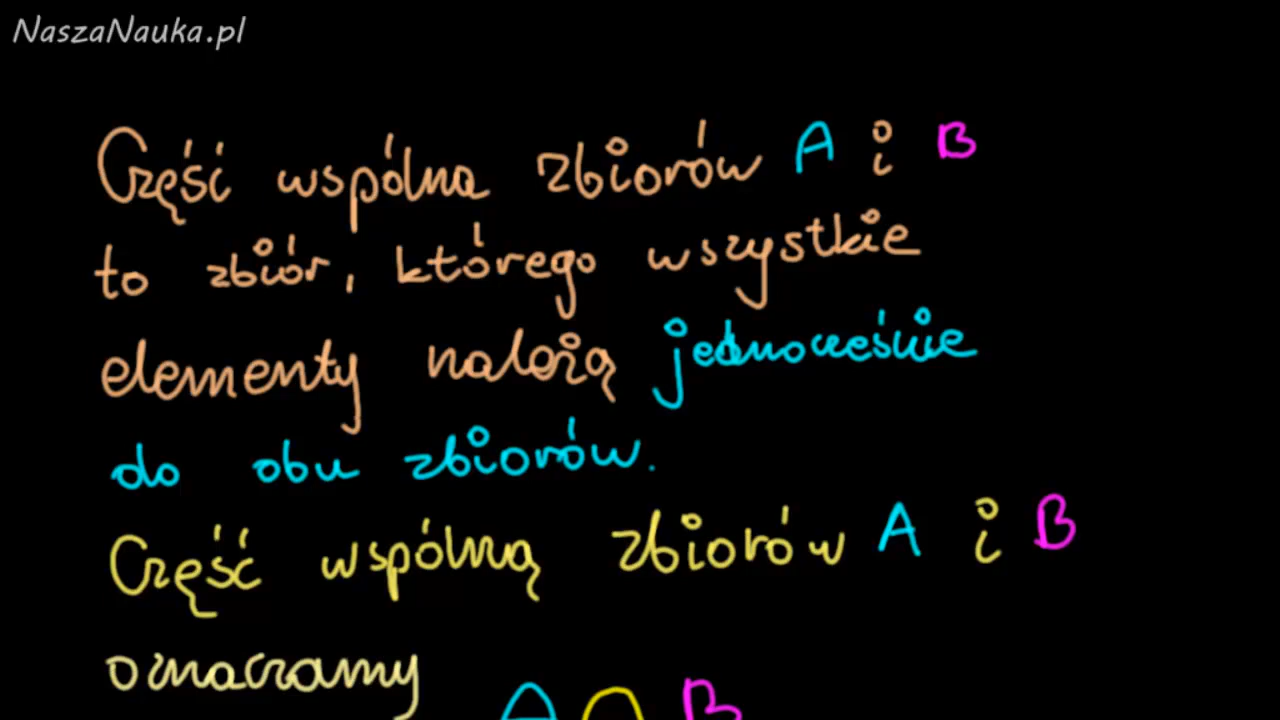 NaszaNauka.pl
Część wspólna zbiorów A i B
to zbiór, którego wszystkie
elementy należą jednocześnie
do obu zbiorów.
Część wspólną zbiorów A i B
oznaczamy
A ∩ B